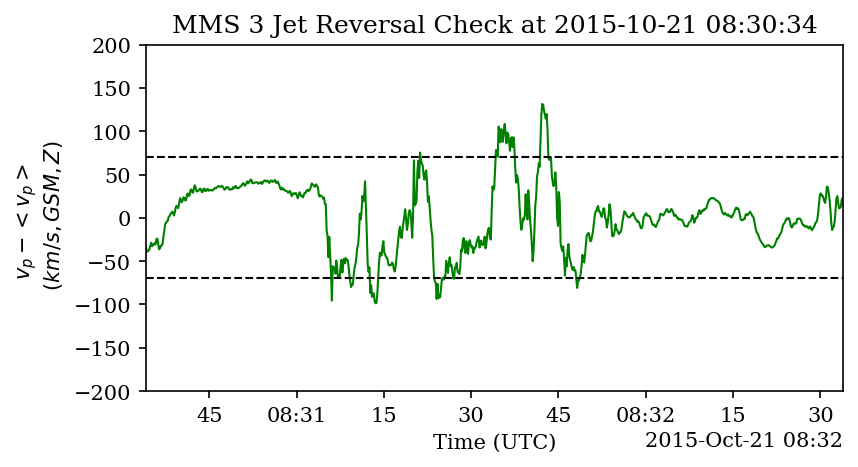 MMS 3 Jet Reversal Check at 2015-10-21 08:30:34
200
150
100
50
0
−50
−100
−150
−200
v_p − < v_p >
(km/s, GSM, Z)
45 08:31 15 30 45 08:32 15 30
Time (UTC)
2015-Oct-21 08:32